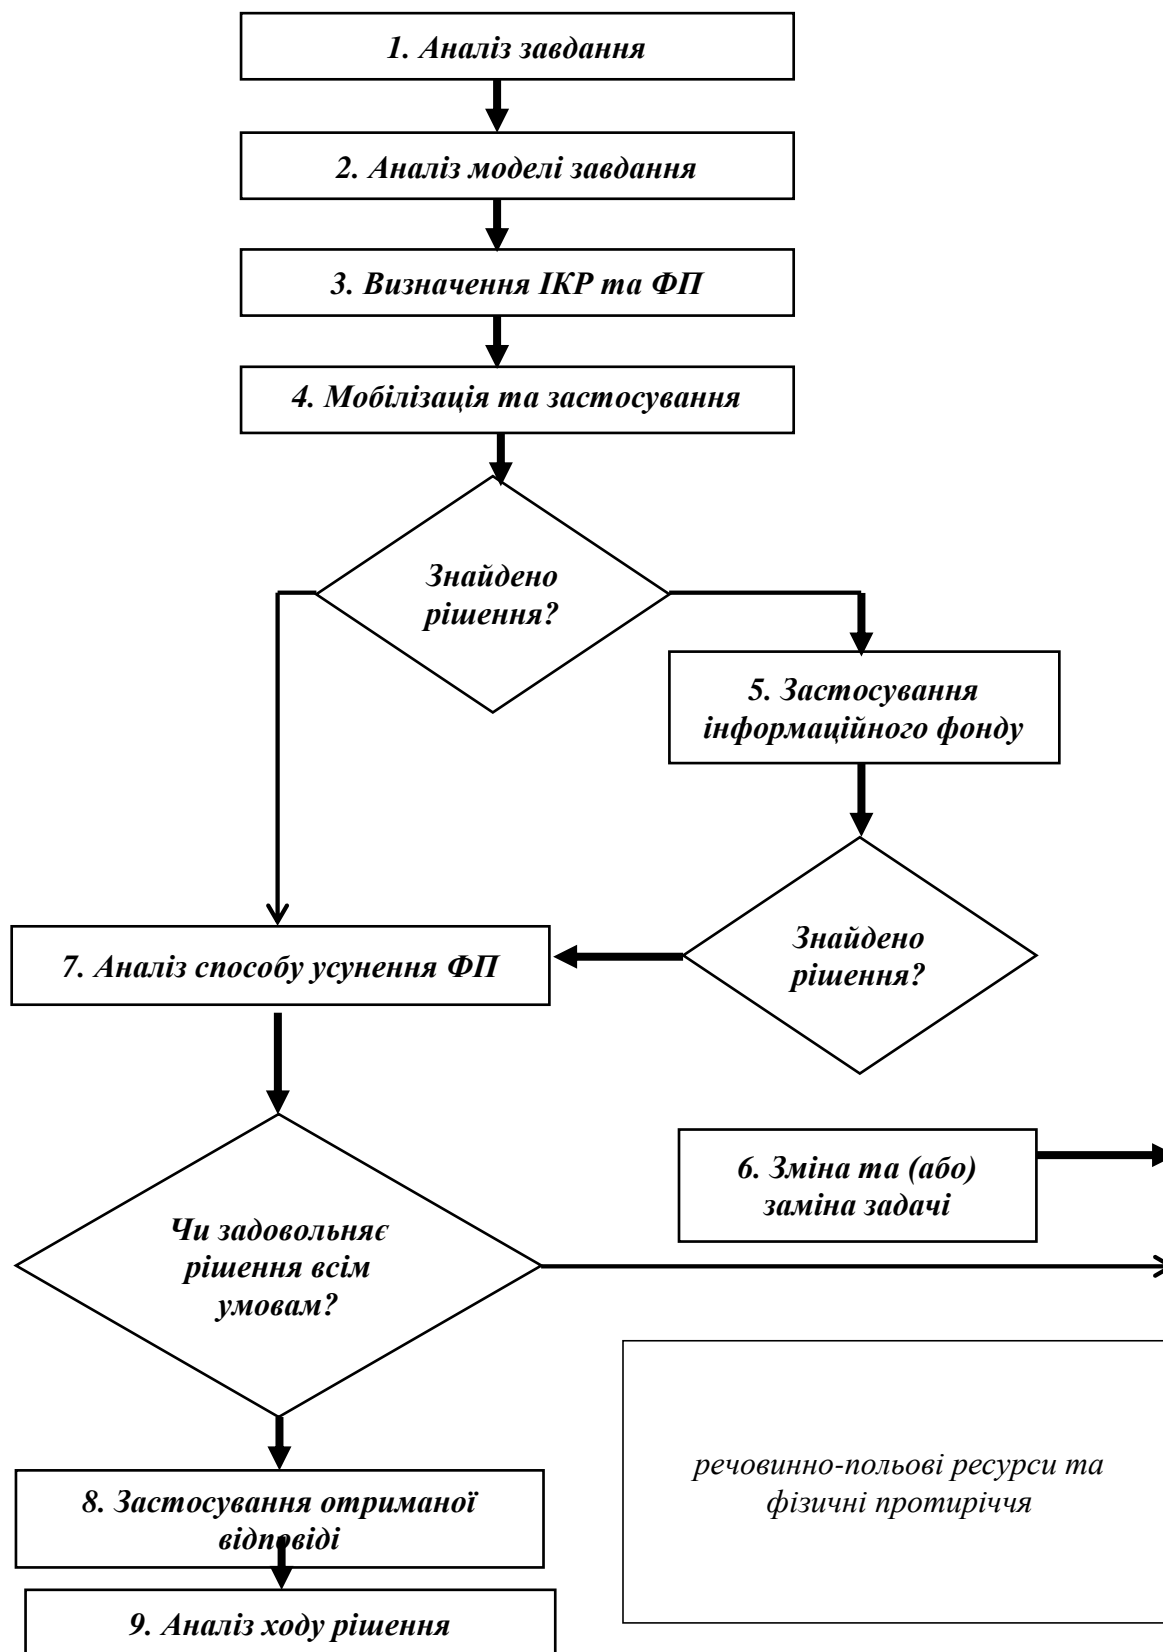 1. Аналіз завдання
2. Аналіз моделі завдання
3. Визначення ІКР та ФП
4. Мобілізація та застосування
Знайдено
рішення?
5. Застосування
інформаційного фонду
Знайдено
рішення?
7. Аналіз способу усунення ФП
6. Зміна та (або)
заміна задачі
Чи задовольняє
рішення всім
умовам?
речовинно-польові ресурси та
фізичні протиріччя
8. Застосування отриманої
відповіді
9. Аналіз ходу рішення